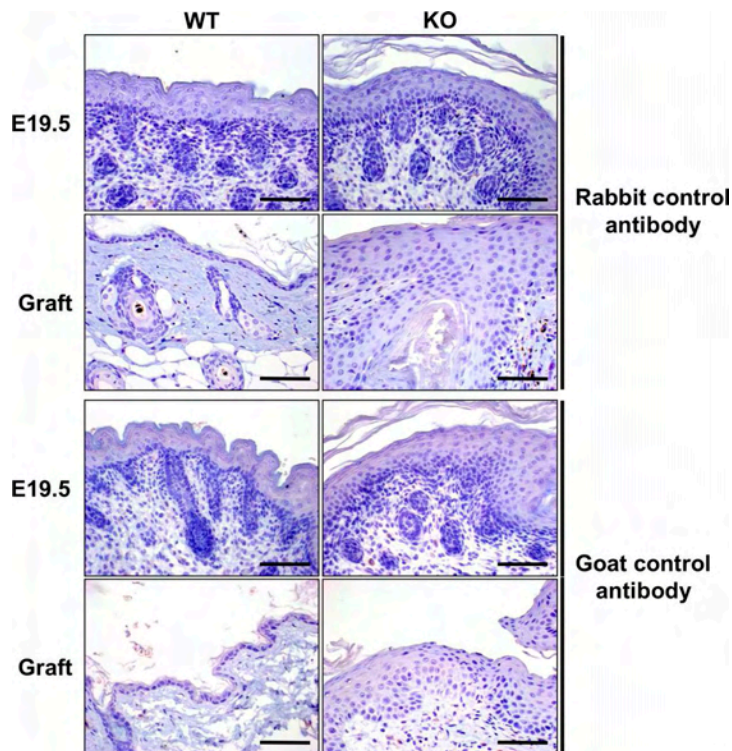 WT
KO
E19.5
Graft
Rabbit control
antibody
E19.5
Graft
Goat control
antibody